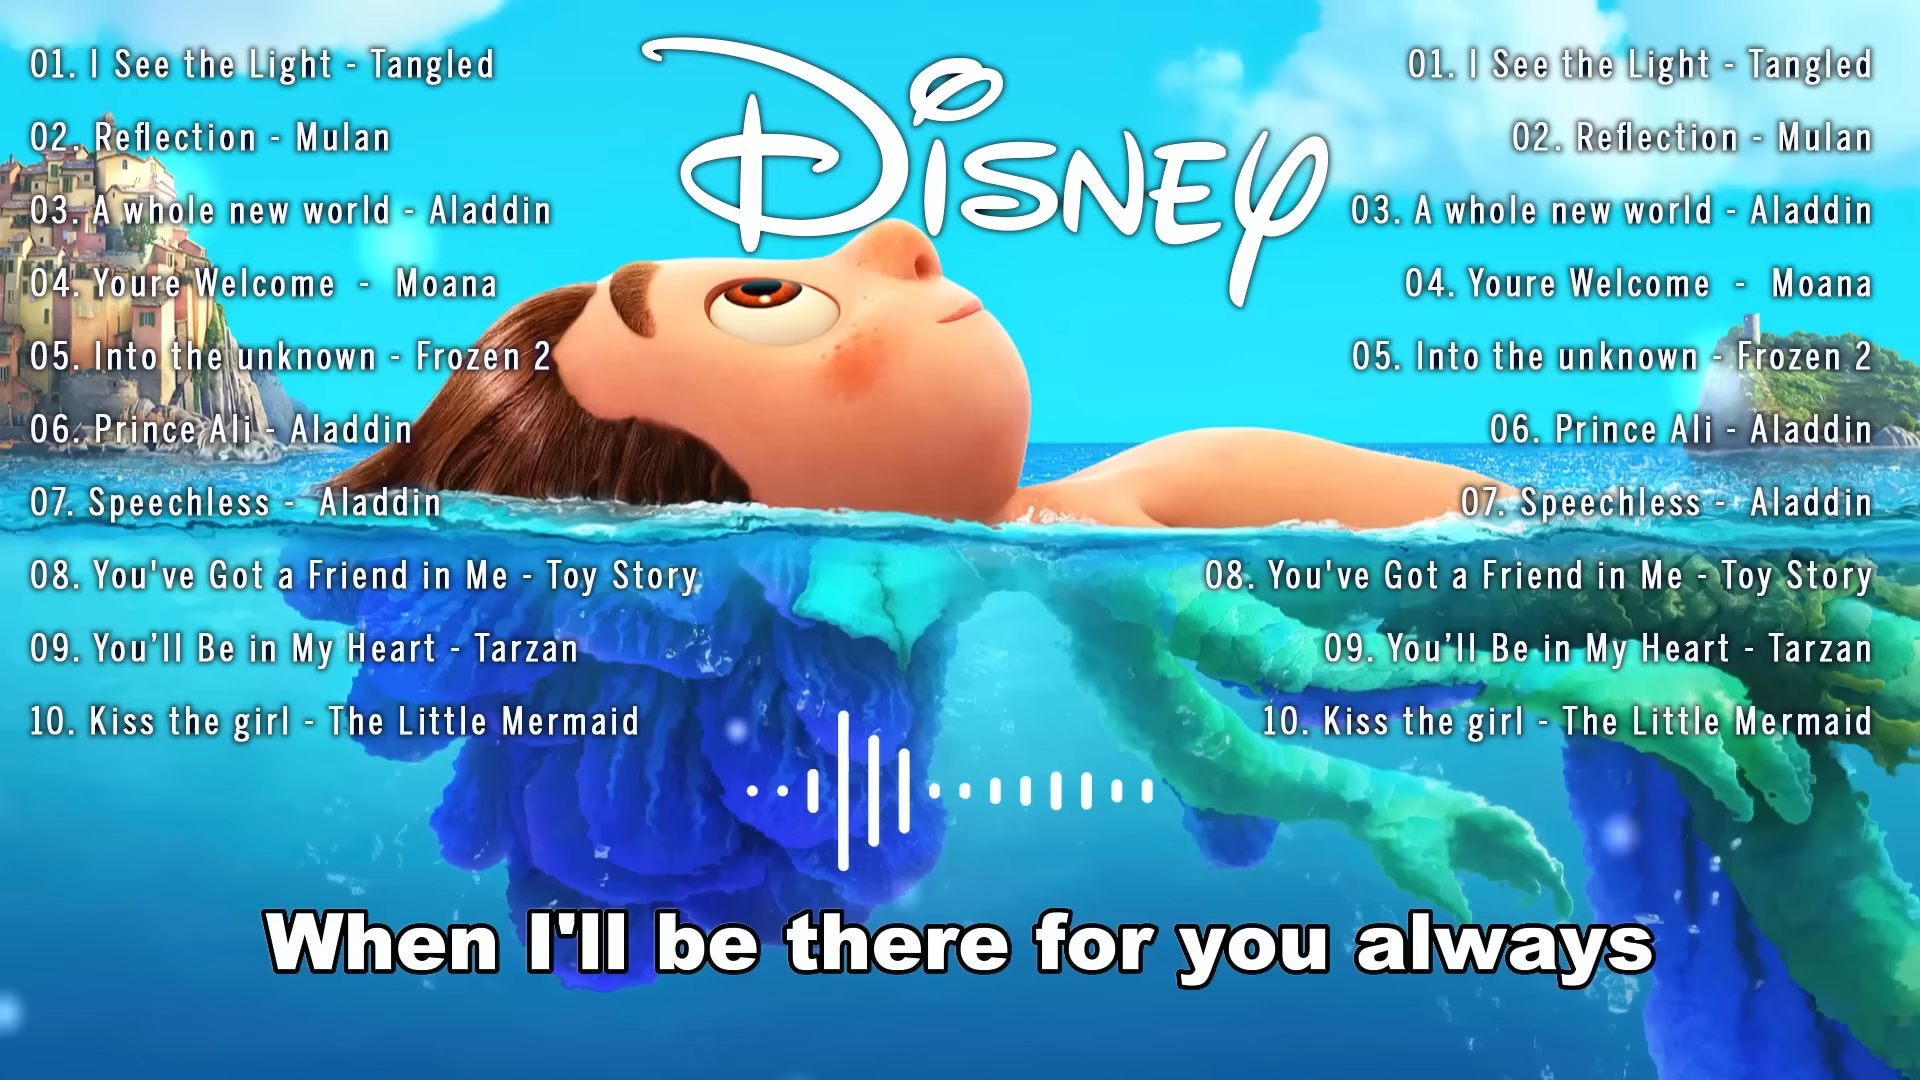 Disney
01. I See the Light - Tangled
02. Reflection - Mulan
03. A whole new world - Aladdin
04. Youre Welcome  -  Moana
05. Into the unknown - Frozen 2
06. Prince Ali - Aladdin
07. Speechless -  Aladdin
08. You've Got a Friend in Me - Toy Story
09. You’ll Be in My Heart - Tarzan
10. Kiss the girl - The Little Mermaid
01. I See the Light - Tangled
02. Reflection - Mulan
03. A whole new world - Aladdin
04. Youre Welcome  -  Moana
05. Into the unknown - Frozen 2
06. Prince Ali - Aladdin
07. Speechless -  Aladdin
08. You've Got a Friend in Me - Toy Story
09. You’ll Be in My Heart - Tarzan
10. Kiss the girl - The Little Mermaid
When I'll be there for you always